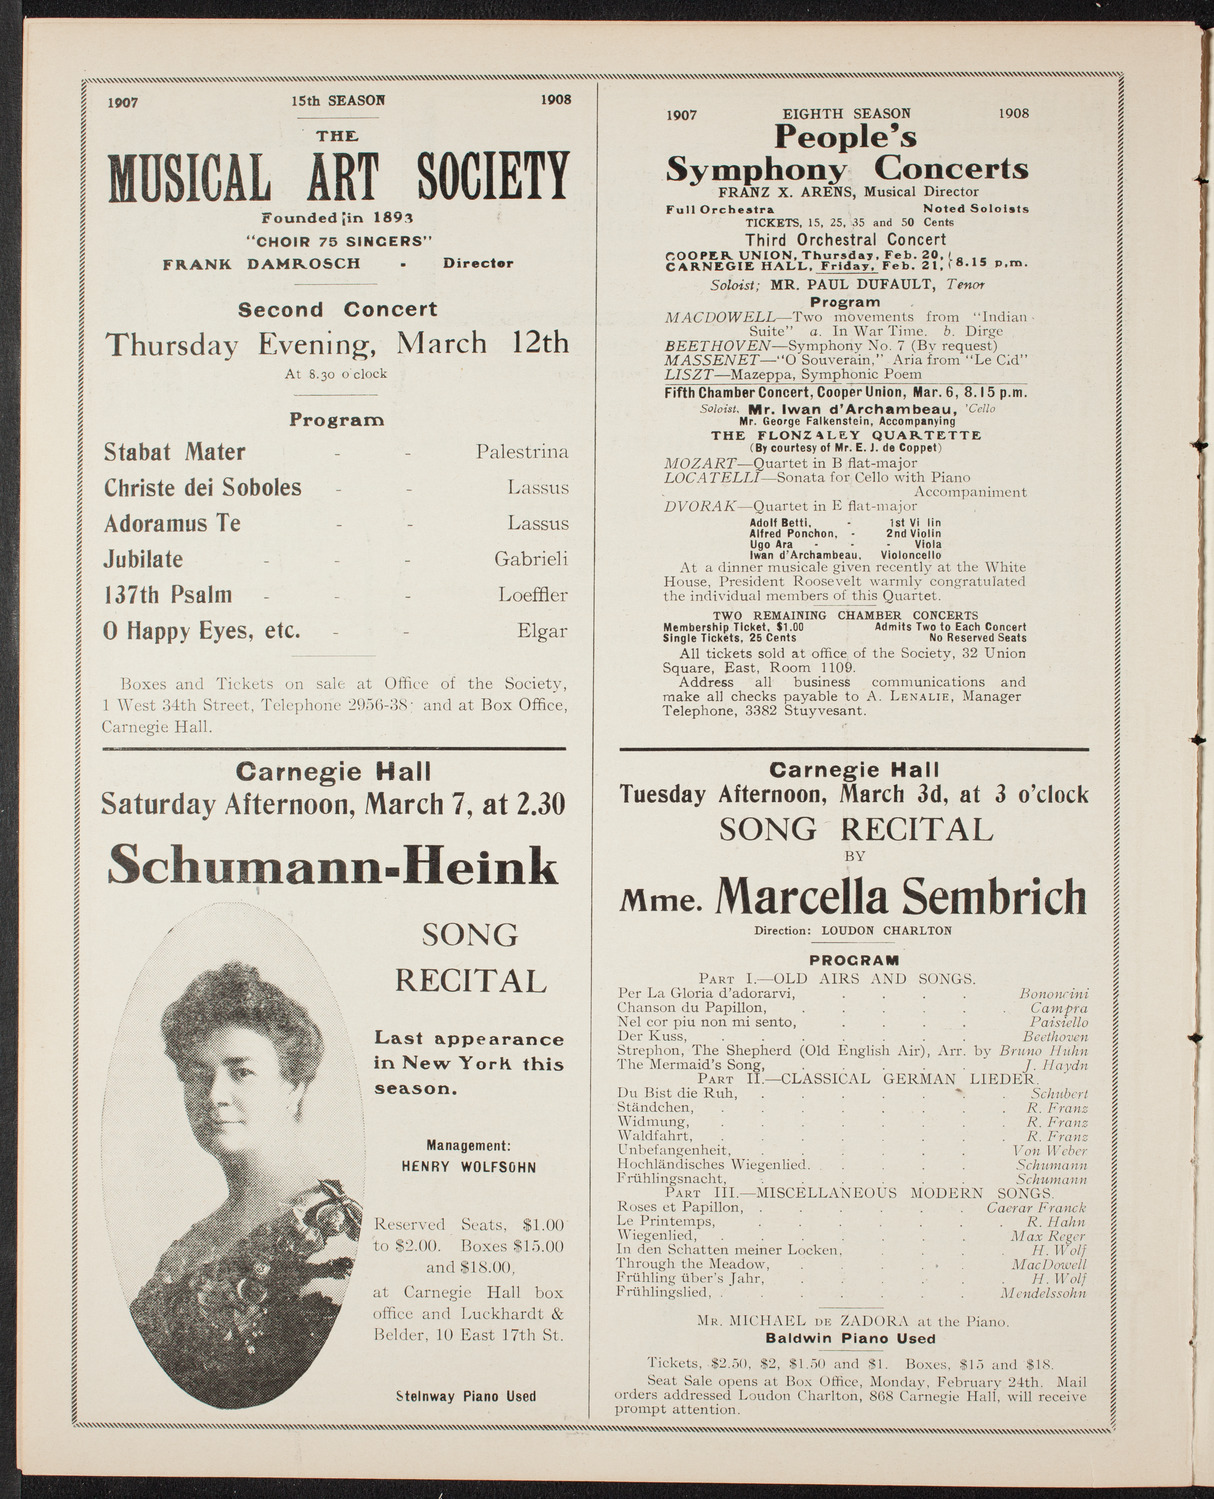 1907 15th SEASON 1908
THE
MUSICAL ART SOCIETY
Founded in 1893
"CHOIR 75 SINGERS"
FRANK DAMROSCH - Director
Second Concert
Thursday Evening, March 12th
At 8.30 o'clock
Program
Stabat Mater - - Palestrina
Christe dei Soboles - - Lassus
Adoramus Te - - Lassus
Jubilate - - - Gabrieli
137th Psalm - - - Loeffler
O Happy Eyes, etc. - - Elgar
Boxes and Tickets on sale at Office of the Society,
1 West 34th Street, Telephone 2956-38 and at Box Office,
Carnegie Hall.
Carnegie Hall
Saturday Afternoon, March 7, at 2.30
Schumann-Heink
SONG
RECITAL
Last appearance
in New York this
season.
Management:
HENRY WOLFSOHN
Reserved Seats, $1.00
to $2.00. Boxes $15.00
and $18.00,
at Carnegie Hall box
office and Luckhardt &
Belder, 10 East 17th St.
Steinway Piano Used
1907 EIGHTH SEASON 1908
People's
Symphony Concerts
FRANZ X. ARENS, Musical Director
Full Orchestra Noted Soloists
TICKETS, 15, 25, 35 and 50 Cents
Third Orchestral Concert
COOPER UNION, Thursday, Feb. 20,
CARNEGIE HALL, Friday, Feb. 21, 8.15 p.m.
Soloist; MR. PAUL DUFAULT, Tenor
Program
MACDOWELL—Two movements from "Indian
Suite" a. In War Time. b. Dirge
BEETHOVEN—Symphony No. 7 (By request)
MASSENET—"O Souverain," Aria from "Le Cid"
LISZT—Mazeppa, Symphonic Poem
Fifth Chamber Concert, Cooper Union, Mar. 6, 8.15 p.m.
Soloist, Mr. Iwan d'Archambeau, 'Cello
Mr. George Falkenstein, Accompanying
THE FLONZALEY QUARTETTE
(By courtesy of Mr. E. J. de Coppet)
MOZART—Quartet in B flat-major
LOCATELLI—Sonata for Cello with Piano
Accompaniment
DVORAK—Quartet in E flat-major
Adolf Betti, - 1st Vi lin
Alfred Ponchon, - 2nd Violin
Ugo Ara - - - Viola
Iwan d'Archambeau, Violoncello
At a dinner musicale given recently at the White
House, President Roosevelt warmly congratulated
the individual members of this Quartet.
TWO REMAINING CHAMBER CONCERTS
Membership Ticket, $1.00 Admits Two to Each Concert
Single Tickets, 25 Cents No Reserved Seats
All tickets sold at office of the Society, 32 Union
Square, East, Room 1109.
Address all business communications and
make all checks payable to A. LENALIE, Manager
Telephone, 3382 Stuyvesant.
Carnegie Hall
Tuesday Afternoon, March 3d, at 3 o'clock
SONG RECITAL
BY
Mme. Marcella Sembrich
Direction: LOUDON CHARLTON
PROGRAM
PART I.—OLD AIRS AND SONGS.
Per La Gloria d'adorarvi, . . . . Bononcini
Chanson du Papillon, . . . . . . Campra
Nel cor piu non mi sento, . . . . Paisiello
Der Kuss, . . . . . . . Beethoven
Strephon, The Shepherd (Old English Air), Arr. by Bruno Huhn
The Mermaid's Song, . . . . . J. Haydn
PART II.—CLASSICAL GERMAN LIEDER.
Du Bist die Ruh, . . . . . . . Schubert
Ständchen, . . . . . . . . R. Franz
Widmung, . . . . . . . . R. Franz
Waldfahrt, . . . . . . . . R. Franz
Unbefangenheit, . . . . . . . Von Weber
Hochländisches Wiegenlied. . . . . . Schumann
Frühlingsnacht, . . . . . . . Schumann
PART III.—MISCELLANEOUS MODERN SONGS.
Roses et Papillon, . . . . . . Caerar Franck
Le Printemps, . . . . . . . R. Hahn
Wiegenlied, . . . . . . . Max Reger
In den Schatten meiner Locken, . . . . . H. Wolf
Through the Meadow, . . . . . . MacDowell
Frühling über's Jahr, . . . . . . H. Wolf
Frühlingslied, . . . . . . . Mendelssohn
MR. MICHAEL DE ZADORA at the Piano.
Baldwin Piano Used
Tickets, $2.50, $2, $1.50 and $1. Boxes, $15 and $18.
Seat Sale opens at Box Office, Monday, February 24th. Mail
orders addressed Loudon Charlton, 868 Carnegie Hall, will receive
prompt attention.